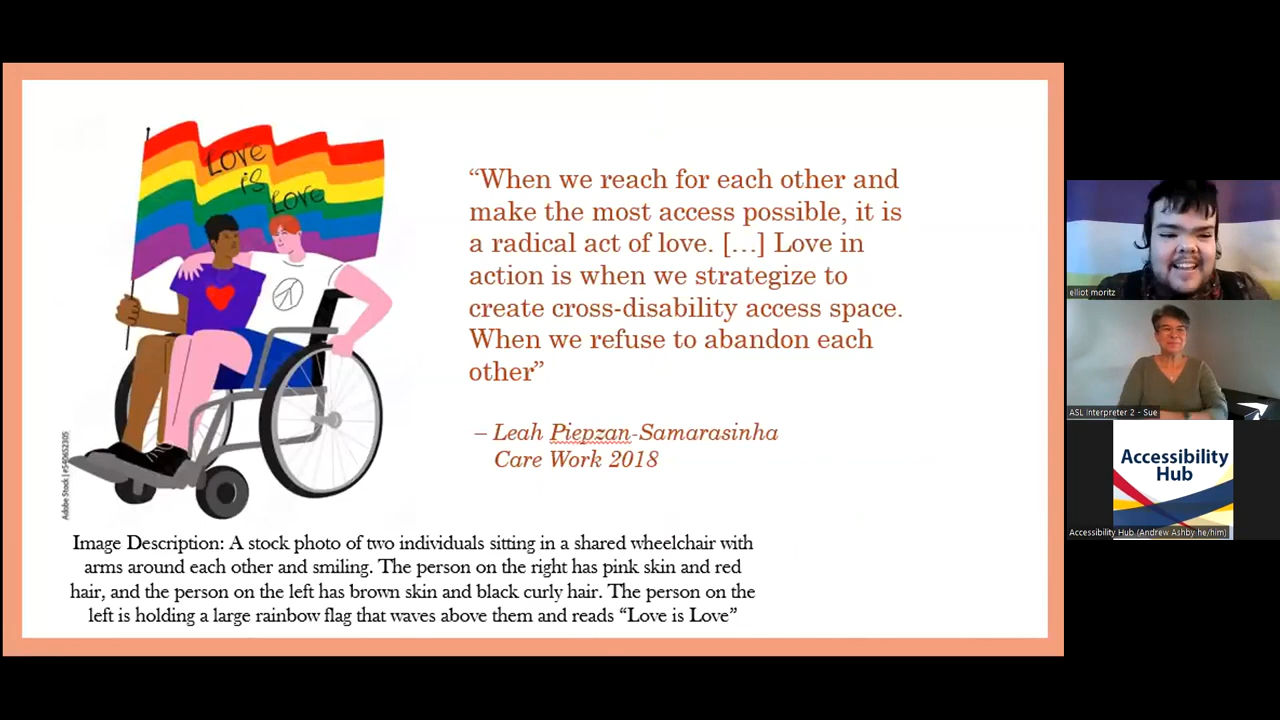 LOVE
is
LOVE
Adobe Stock | #540652305
“When we reach for each other and
make the most access possible, it is
a radical act of love. […] Love in
action is when we strategize to
create cross-disability access space.
When we refuse to abandon each
other”
– Leah Piepzan-Samarasinha
Care Work 2018
Image Description: A stock photo of two individuals sitting in a shared wheelchair with
arms around each other and smiling. The person on the right has pink skin and red
hair, and the person on the left has brown skin and black curly hair. The person on the
left is holding a large rainbow flag that waves above them and reads “Love is Love”
elliot moritz
ASL Interpreter 2 - Sue
Accessibility
Hub
Accessibility Hub (Andrew Ashby he/him)